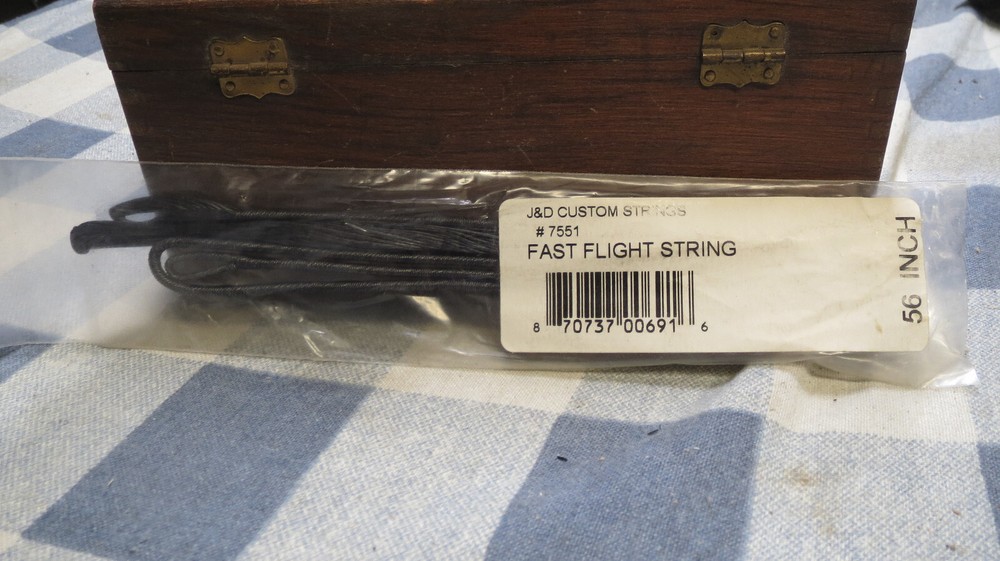 J&D CUSTOM STRINGS
# 7551
FAST FLIGHT STRING
8 70737 00691 6
56 INCH